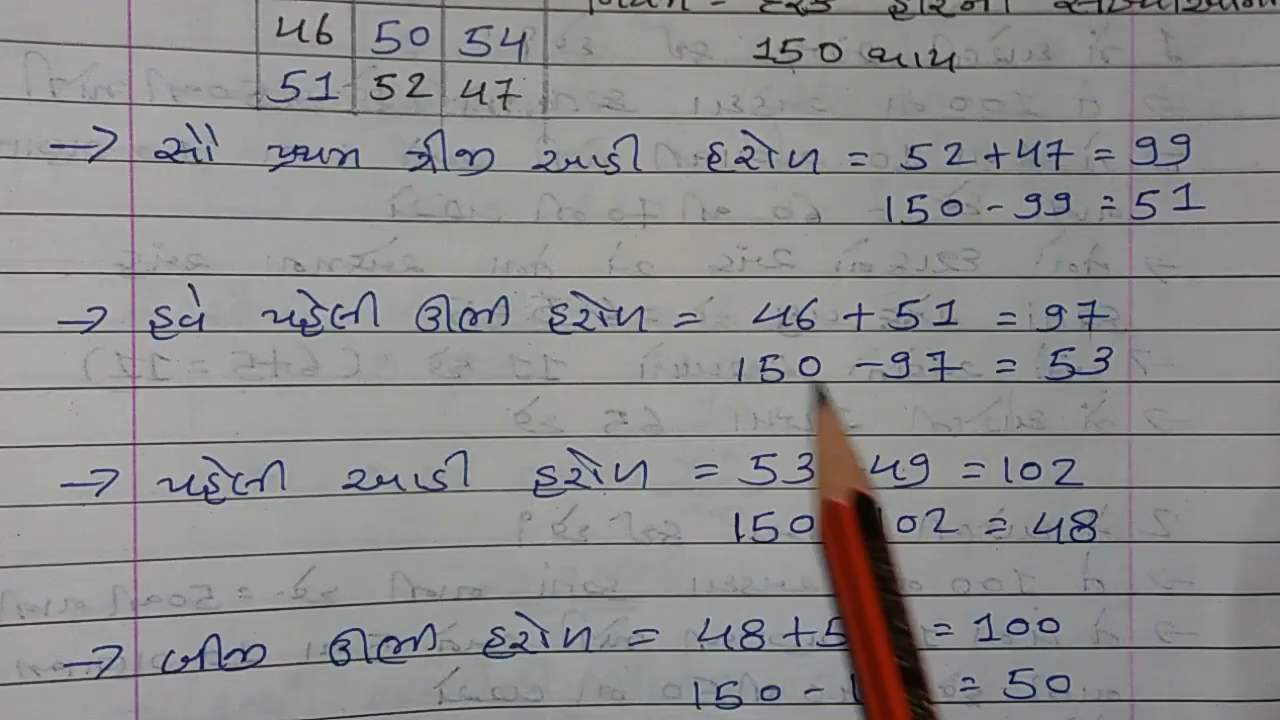 46 50 54
150 થાય
51 52 47
→ સૌ પ્રથમ ત્રીજી આડી હરોળ = 52+47 = 99
150 - 99 = 51
→ હવે પહેલી ઊભી હરોળ = 46 + 51 = 97
150 - 97 = 53
→ પહેલી આડી હરોળ = 53 49 = 102
150 102 = 48
→ બીજી ઊભી હરોળ = 48+5 = 100
150 - 1 = 50